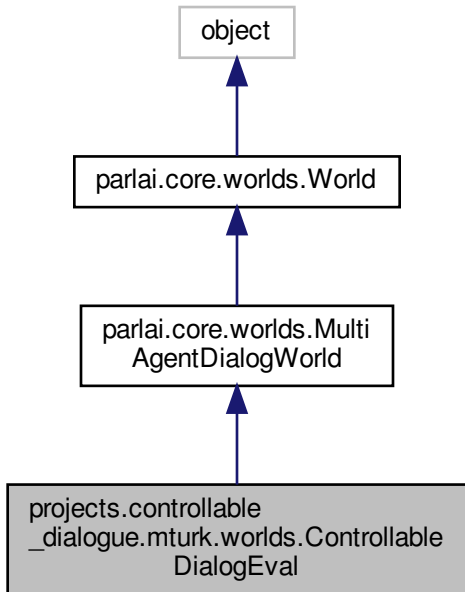 object
parlai.core.worlds.World
parlai.core.worlds.Multi
AgentDialogWorld
projects.controllable
_dialogue.mturk.worlds.Controllable
DialogEval